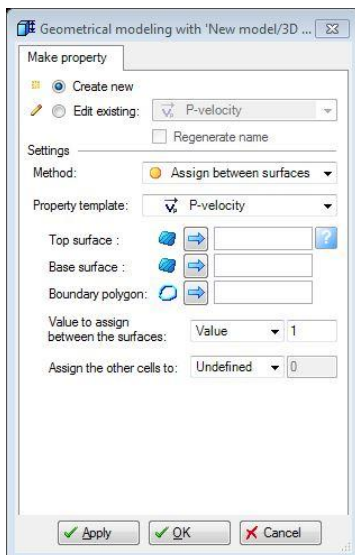 Geometrical modeling with 'New model/3D ...
Make property
Create new
Edit existing: P-velocity
Regenerate name
Settings
Method: Assign between surfaces
Property template: P-velocity
Top surface : ?
Base surface :
Boundary polygon:
Value to assign
between the surfaces: Value 1
Assign the other cells to: Undefined 0
Apply OK Cancel